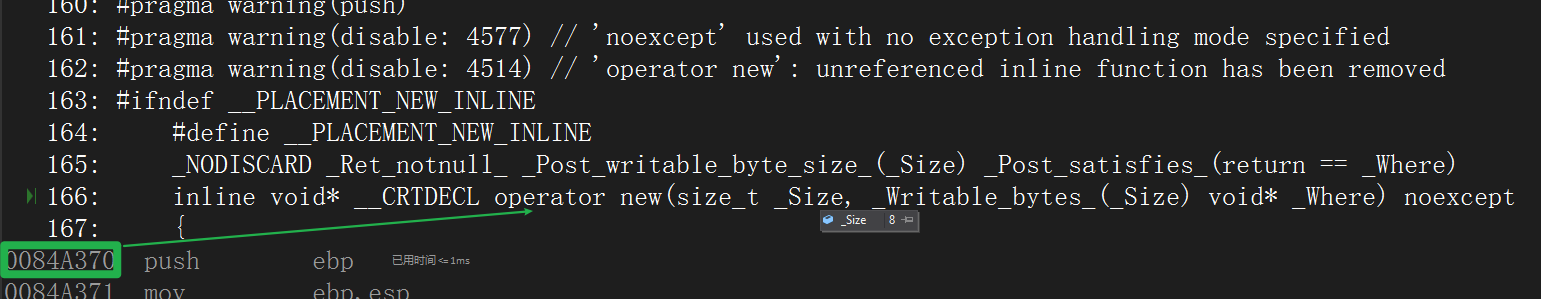 160: #pragma warning(push)
161: #pragma warning(disable: 4577) // 'noexcept' used with no exception handling mode specified
162: #pragma warning(disable: 4514) // 'operator new': unreferenced inline function has been removed
163: #ifndef __PLACEMENT_NEW_INLINE
164:     #define __PLACEMENT_NEW_INLINE
165:     _NODISCARD _Ret_notnull_ _Post_writable_byte_size_(_Size) _Post_satisfies_(return == _Where)
166:     inline void* __CRTDECL operator new(size_t _Size, _Writable_bytes_(_Size) void* _Where) noexcept
_Size 8
167:     {
0084A370 push ebp 已用时间 <= 1ms
0084A371 mov ebp,esp